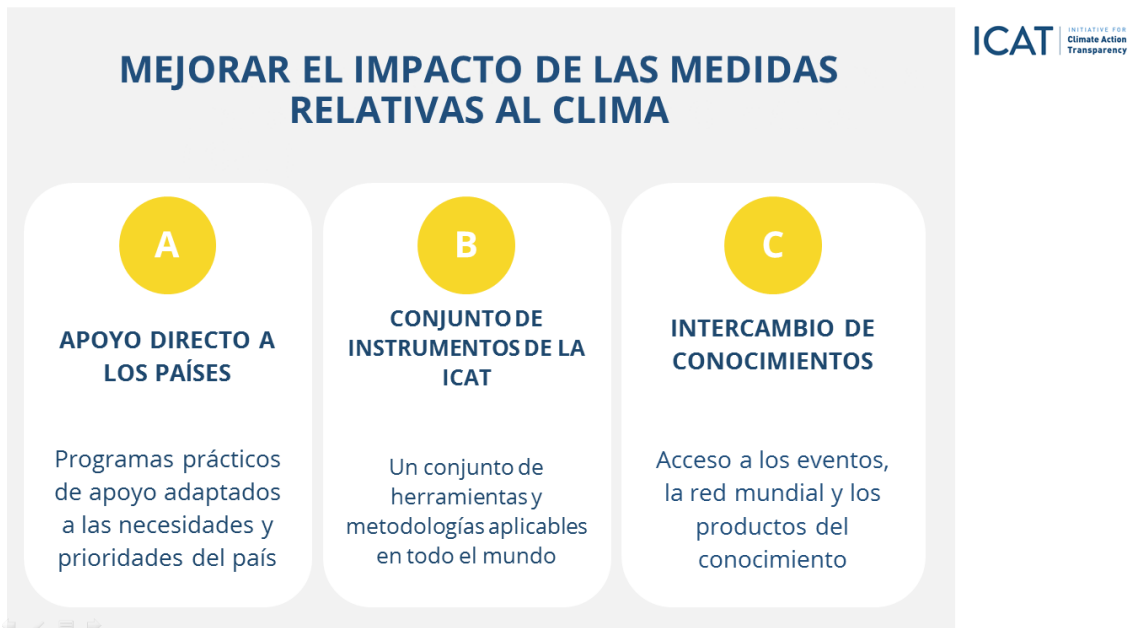 MEJORAR EL IMPACTO DE LAS MEDIDAS
RELATIVAS AL CLIMA
ICAT
INITIATIVE FOR
Climate Action
Transparency
A
APOYO DIRECTO A
LOS PAÍSES
Programas prácticos
de apoyo adaptados
a las necesidades y
prioridades del país
B
CONJUNTO DE
INSTRUMENTOS DE LA
ICAT
Un conjunto de
herramientas y
metodologías aplicables
en todo el mundo
C
INTERCAMBIO DE
CONOCIMIENTOS
Acceso a los eventos,
la red mundial y los
productos del
conocimiento